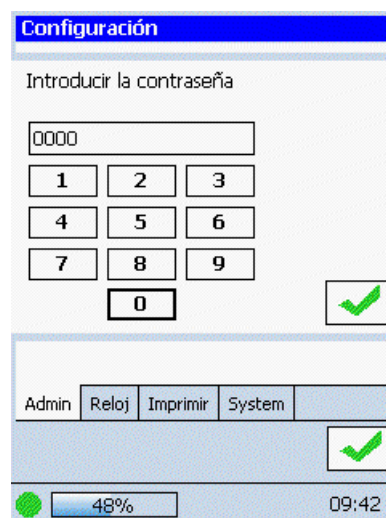 Configuración
Introducir la contraseña
0000
1 2 3
4 5 6
7 8 9
0
Admin Reloj Imprimir System
48% 09:42